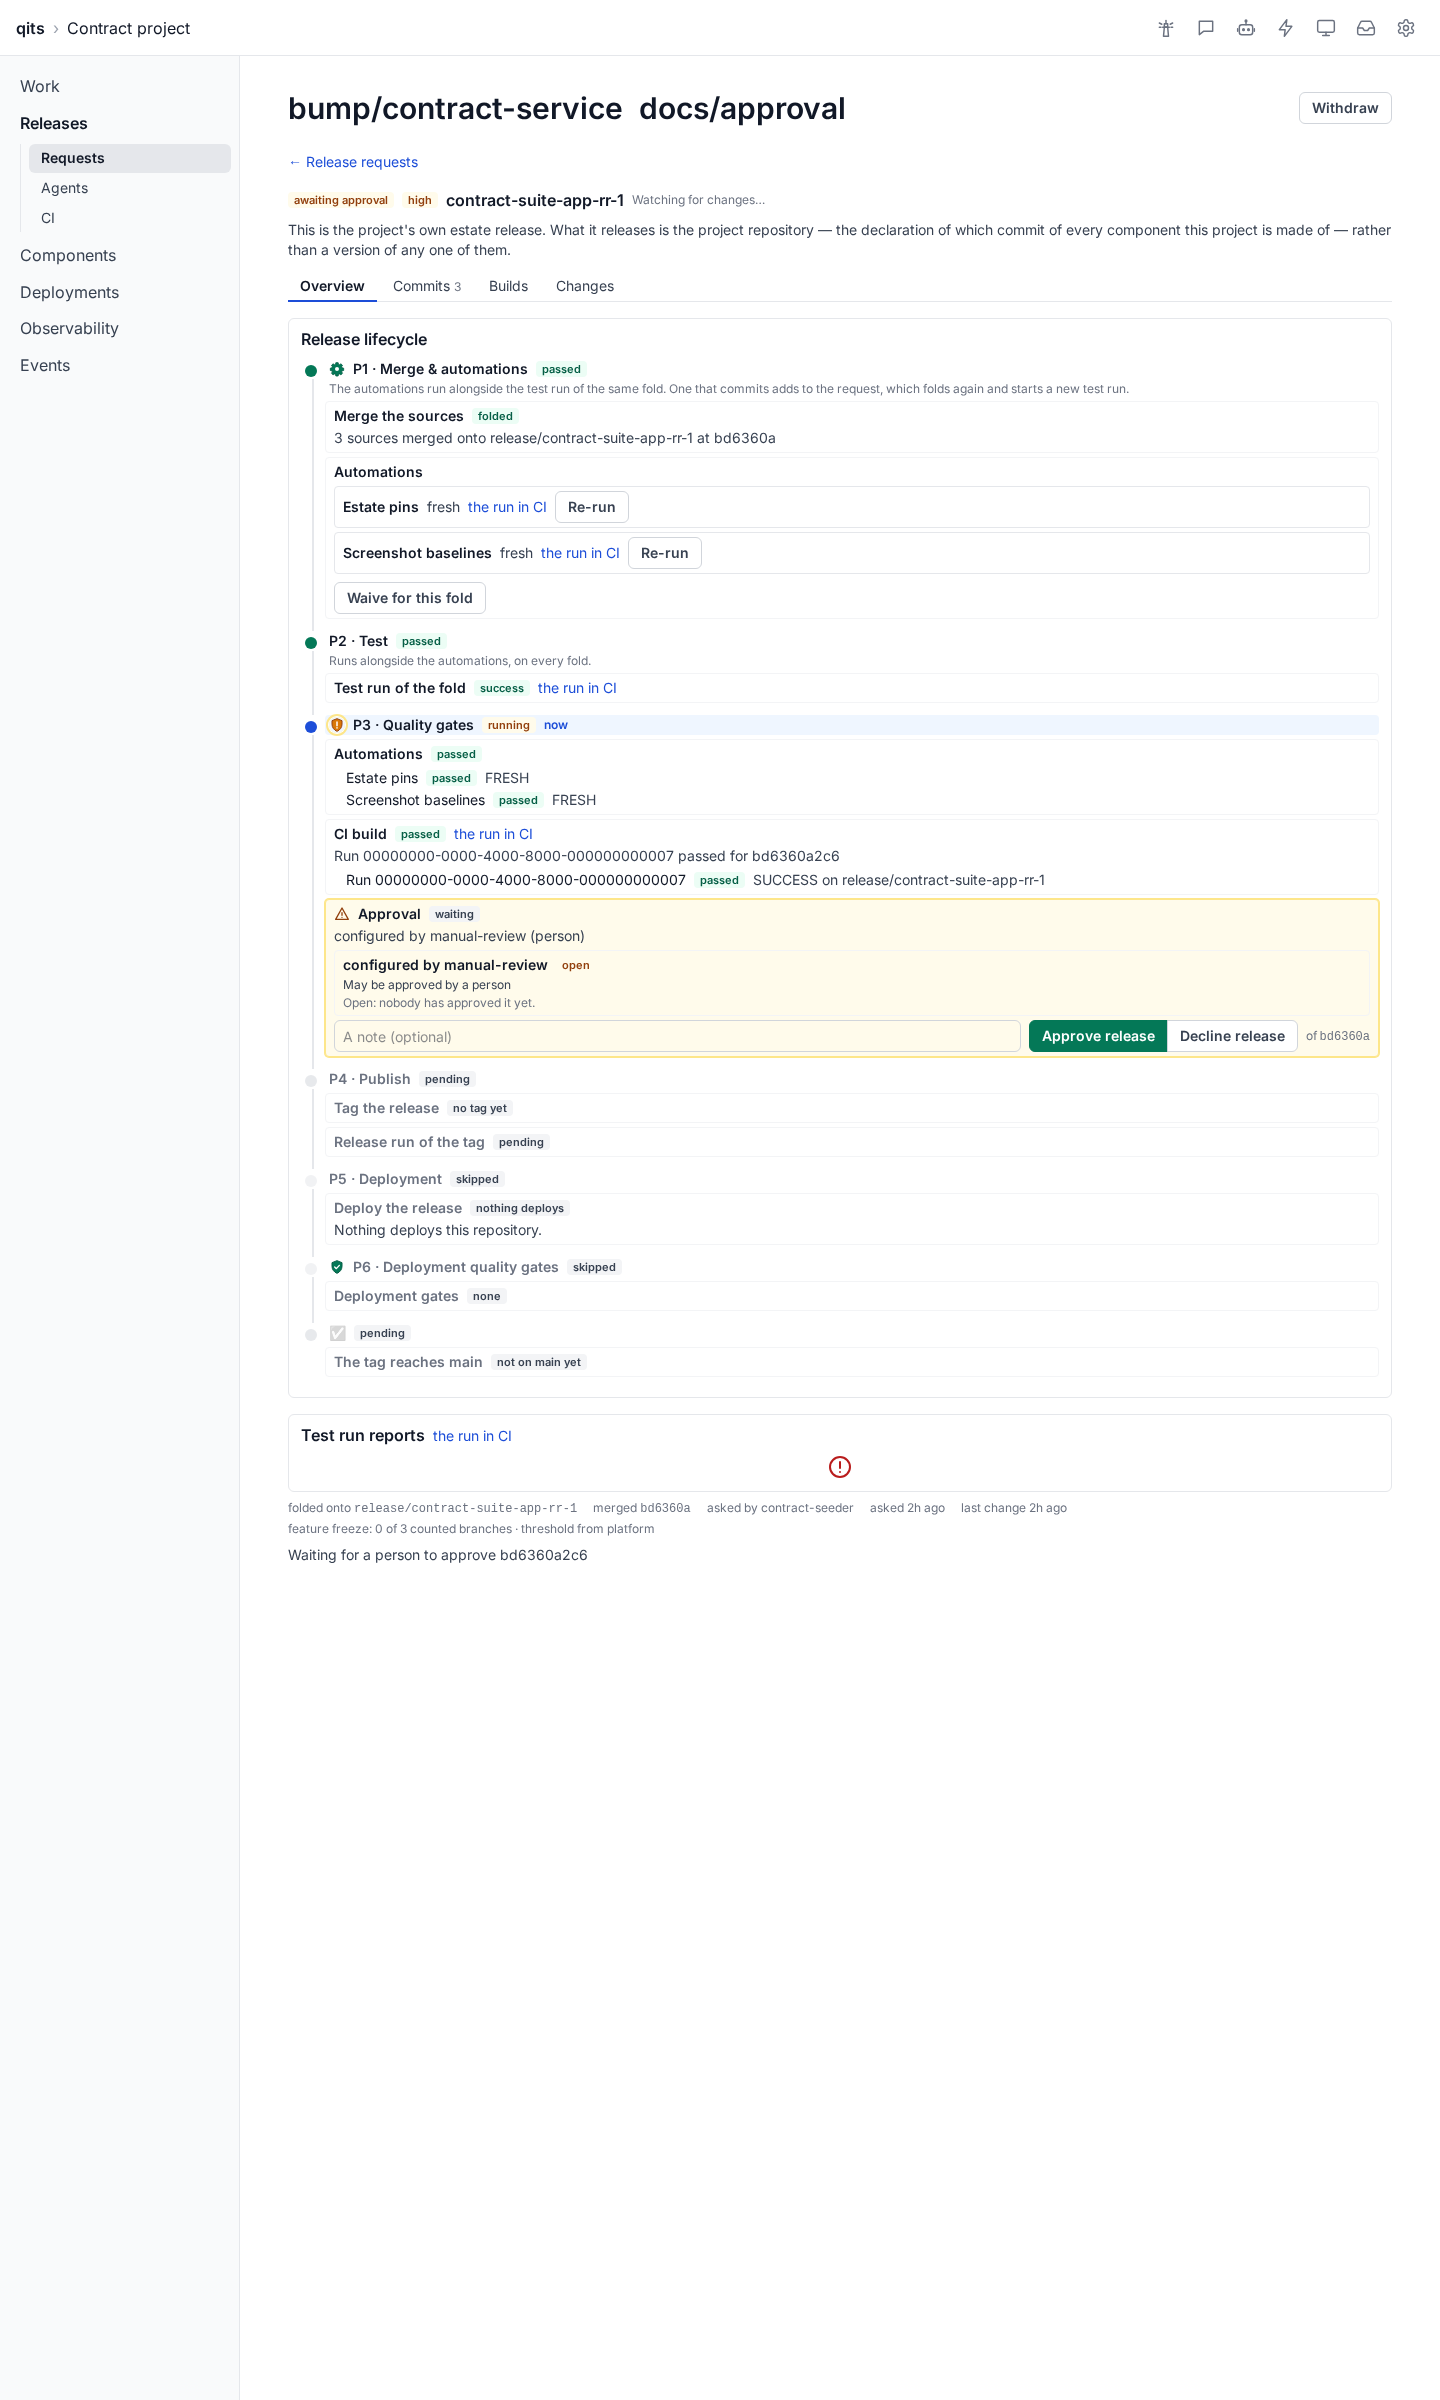 qits › Contract project
Work
Releases
Requests
Agents
CI
Components
Deployments
Observability
Events
bump/contract-service docs/approval
Withdraw
← Release requests
awaiting approval high contract-suite-app-rr-1 Watching for changes...
This is the project's own estate release. What it releases is the project repository — the declaration of which commit of every component this project is made of — rather
than a version of any one of them.
Overview Commits 3 Builds Changes
Release lifecycle
P1 · Merge & automations passed
The automations run alongside the test run of the same fold. One that commits adds to the request, which folds again and starts a new test run.
Merge the sources folded
3 sources merged onto release/contract-suite-app-rr-1 at bd6360a
Automations
Estate pins fresh the run in CI Re-run
Screenshot baselines fresh the run in CI Re-run
Waive for this fold
P2 · Test passed
Runs alongside the automations, on every fold.
Test run of the fold success the run in CI
P3 · Quality gates running now
Automations passed
Estate pins passed FRESH
Screenshot baselines passed FRESH
CI build passed the run in CI
Run 00000000-0000-4000-8000-000000000007 passed for bd6360a2c6
Run 00000000-0000-4000-8000-000000000007 passed SUCCESS on release/contract-suite-app-rr-1
Approval waiting
configured by manual-review (person)
configured by manual-review open
May be approved by a person
Open: nobody has approved it yet.
A note (optional) Approve release Decline release of bd6360a
P4 · Publish pending
Tag the release no tag yet
Release run of the tag pending
P5 · Deployment skipped
Deploy the release nothing deploys
Nothing deploys this repository.
P6 · Deployment quality gates skipped
Deployment gates none
pending
The tag reaches main not on main yet
Test run reports the run in CI
folded onto release/contract-suite-app-rr-1 merged bd6360a asked by contract-seeder asked 2h ago last change 2h ago
feature freeze: 0 of 3 counted branches · threshold from platform
Waiting for a person to approve bd6360a2c6